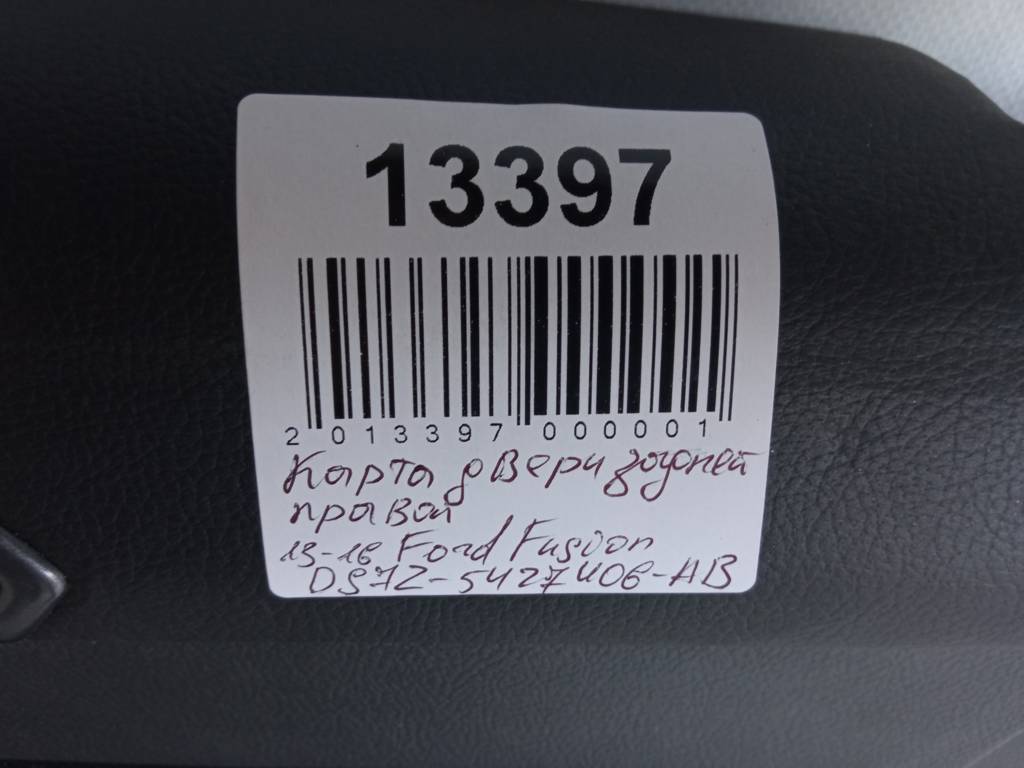 13397
2 013397 000001
Карта двери задней
правой
13-16 Ford Fusion
DS7Z-5427406-AB